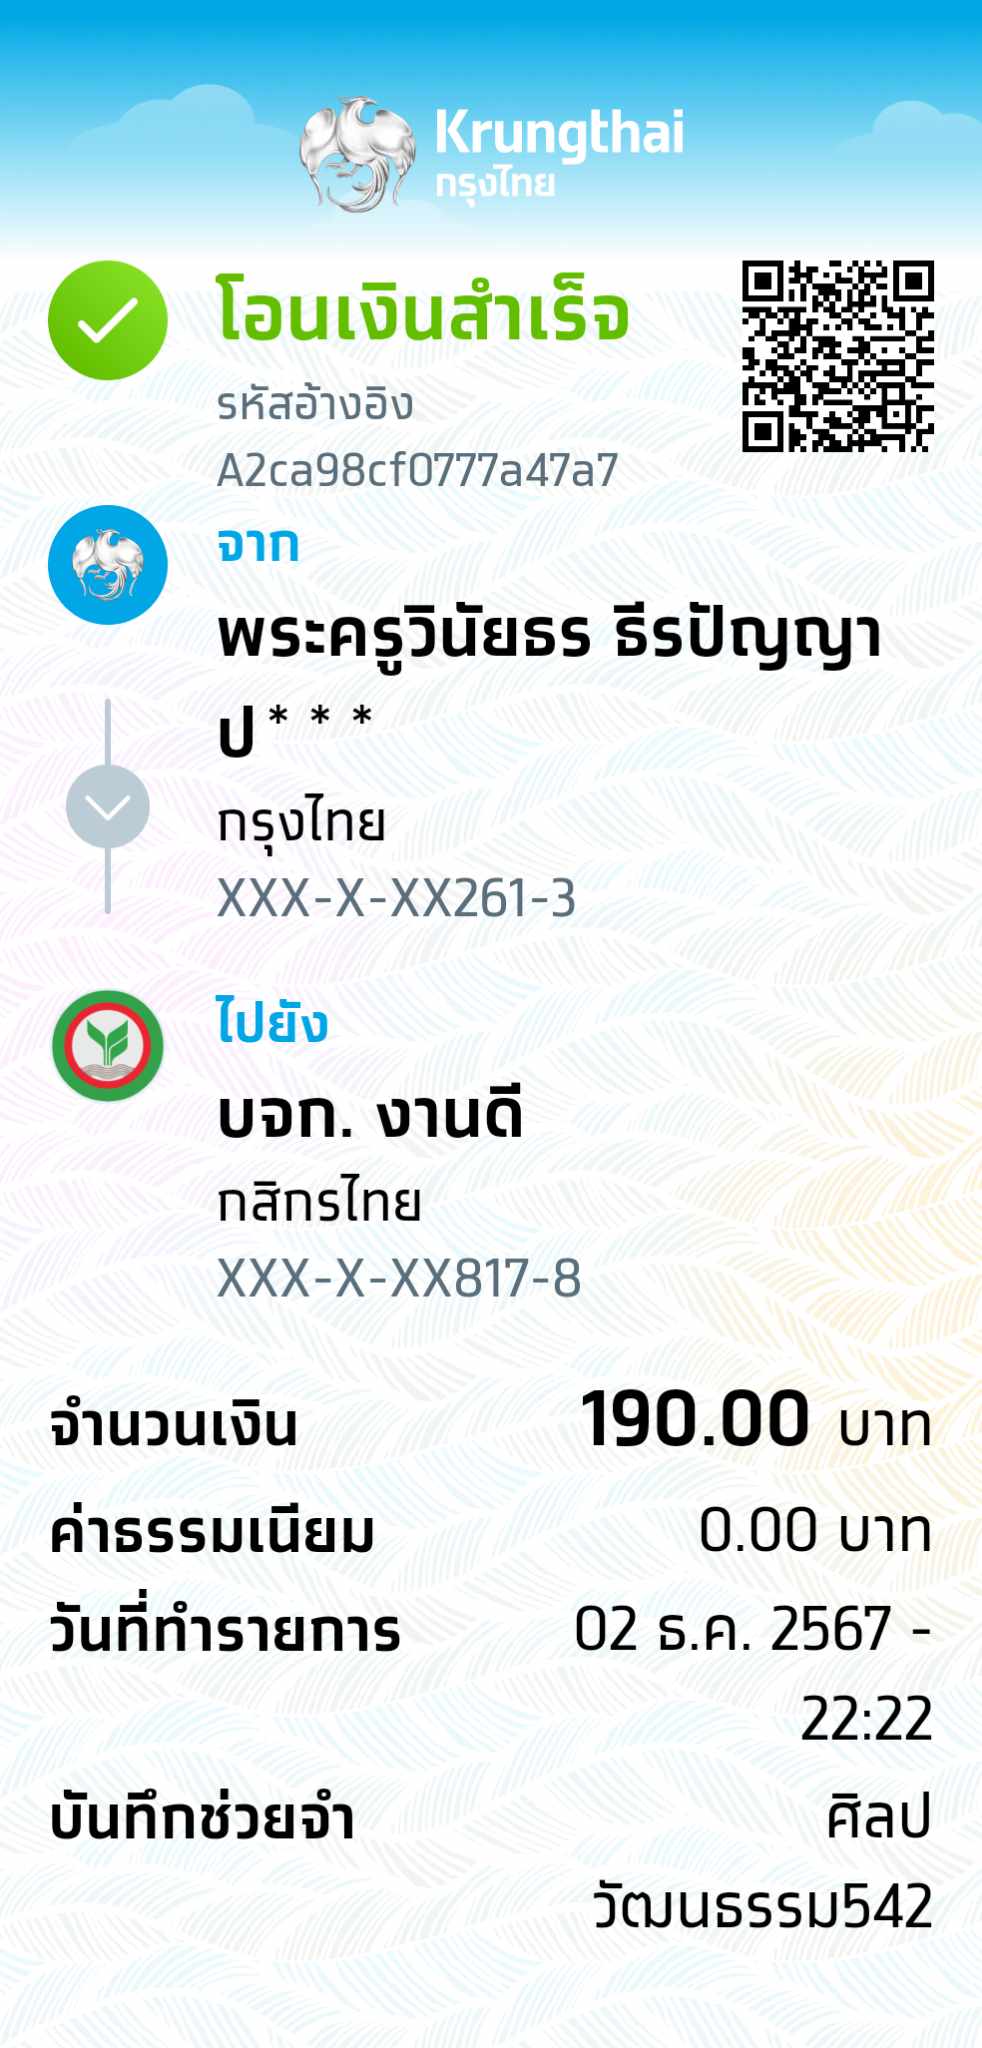 Krungthai
กรุงไทย
โอนเงินสำเร็จ
รหัสอ้างอิง
A2ca98cf0777a47a7
จาก
พระครูวินัยธร ธีรปัญญา
ป * * *
กรุงไทย
XXX-X-XX261-3
ไปยัง
บจก. งานดี
กสิกรไทย
XXX-X-XX817-8
จำนวนเงิน 190.00 บาท
ค่าธรรมเนียม 0.00 บาท
วันที่ทำรายการ 02 ธ.ค. 2567 -
22:22
บันทึกช่วยจำ ศิลป
วัฒนธรรม542